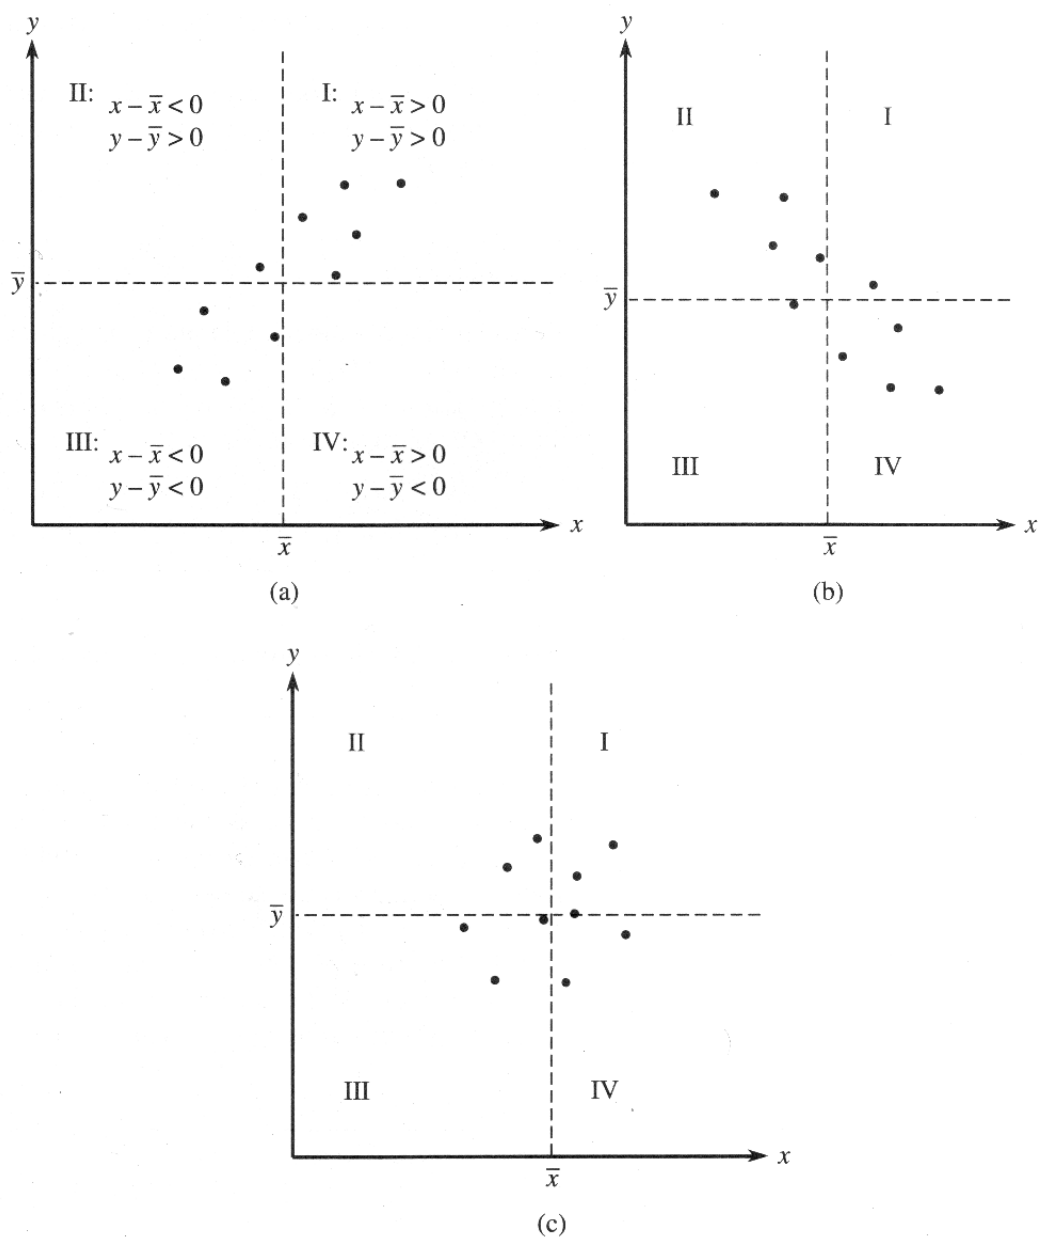 y
II: x − x̅ < 0
y − y̅ > 0
I: x − x̅ > 0
y − y̅ > 0
y̅
III: x − x̅ < 0
y − y̅ < 0
IV: x − x̅ > 0
y − y̅ < 0
x
x̅
(a)
y
II
I
y̅
III
IV
x
x̅
(b)
y
II
I
y̅
III
IV
x
x̅
(c)